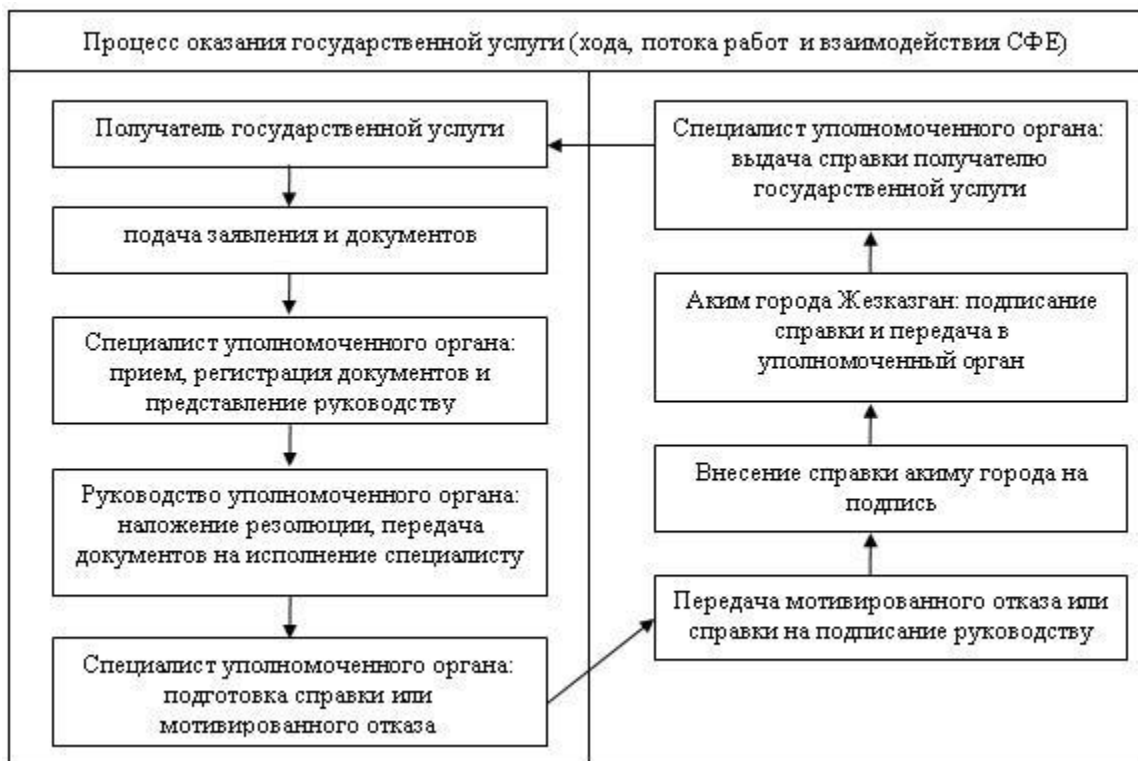 Процесс оказания государственной услуги (хода, потока работ и взаимодействия СФЕ)
Получатель государственной услуги
подача заявления и документов
Специалист уполномоченного органа:
прием, регистрация документов и
представление руководству
Руководство уполномоченного органа:
наложение резолюции, передача
документов на исполнение специалисту
Специалист уполномоченного органа:
подготовка справки или
мотивированного отказа
Передача мотивированного отказа или
справки на подписание руководству
Внесение справки акиму города на
подпись
Аким города Жезказган: подписание
справки и передача в
уполномоченный орган
Специалист уполномоченного органа:
выдача справки получателю
государственной услуги